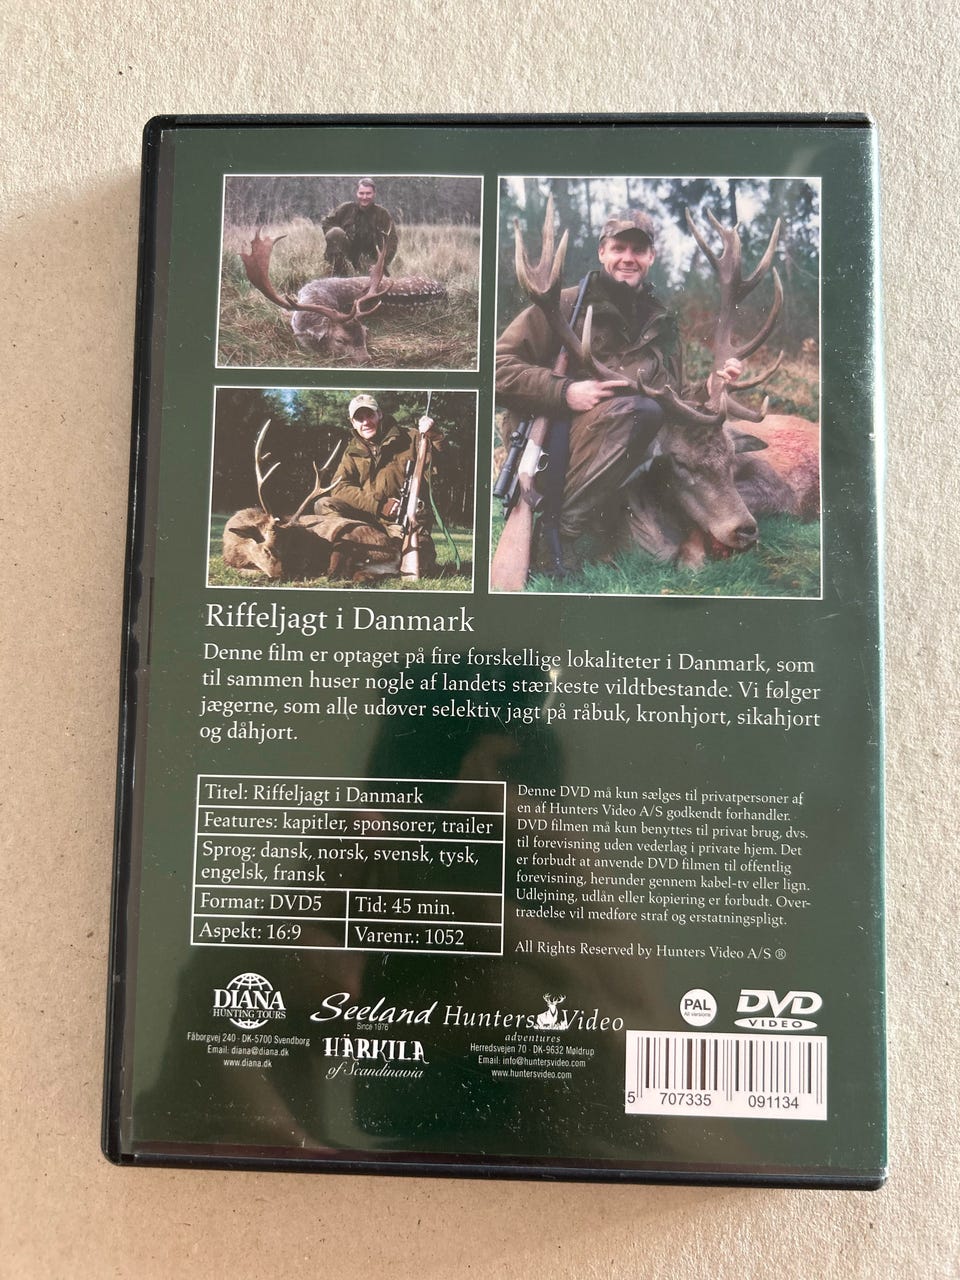 Riffeljagt i Danmark
Denne film er optaget på fire forskellige lokaliteter i Danmark, som
til sammen huser nogle af landets stærkeste vildtbestande. Vi følger
jægerne, som alle udøver selektiv jagt på råbuk, kronhjort, sikahjort
og dåhjort.
Titel: Riffeljagt i Danmark
Features: kapitler, sponsorer, trailer
Sprog: dansk, norsk, svensk, tysk,
engelsk, fransk
Format: DVD5
Tid: 45 min.
Aspekt: 16:9
Varenr.: 1052
Denne DVD må kun sælges til privatpersoner af
en af Hunters Video A/S godkendt forhandler.
DVD filmen må kun benyttes til privat brug, dvs.
til forevisning uden vederlag i private hjem. Det
er forbudt at anvende DVD filmen til offentlig
forevisning, herunder gennem kabel-tv eller lign.
Udlejning, udlån eller kopiering er forbudt. Over-
trædelse vil medføre straf og erstatningspligt.
All Rights Reserved by Hunters Video A/S ®
DIANA
HUNTING TOURS
Fåborgvej 240 · DK-5700 Svendborg
Email: diana@diana.dk
www.diana.dk
Seeland
Since 1976
HÄRKILA
of Scandinavia
Hunters Video
adventures
Herredsvejen 70 · DK-9632 Møldrup
Email: info@huntersvideo.com
www.huntersvideo.com
PAL
All versions
DVD
VIDEO
5 707335 091134